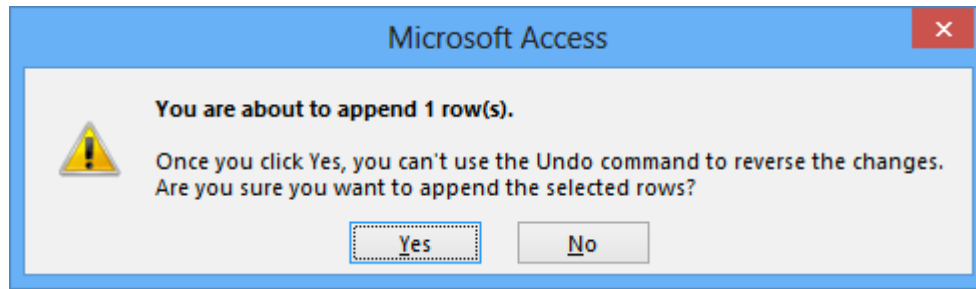 Microsoft Access
You are about to append 1 row(s).
Once you click Yes, you can't use the Undo command to reverse the changes.
Are you sure you want to append the selected rows?
Yes No